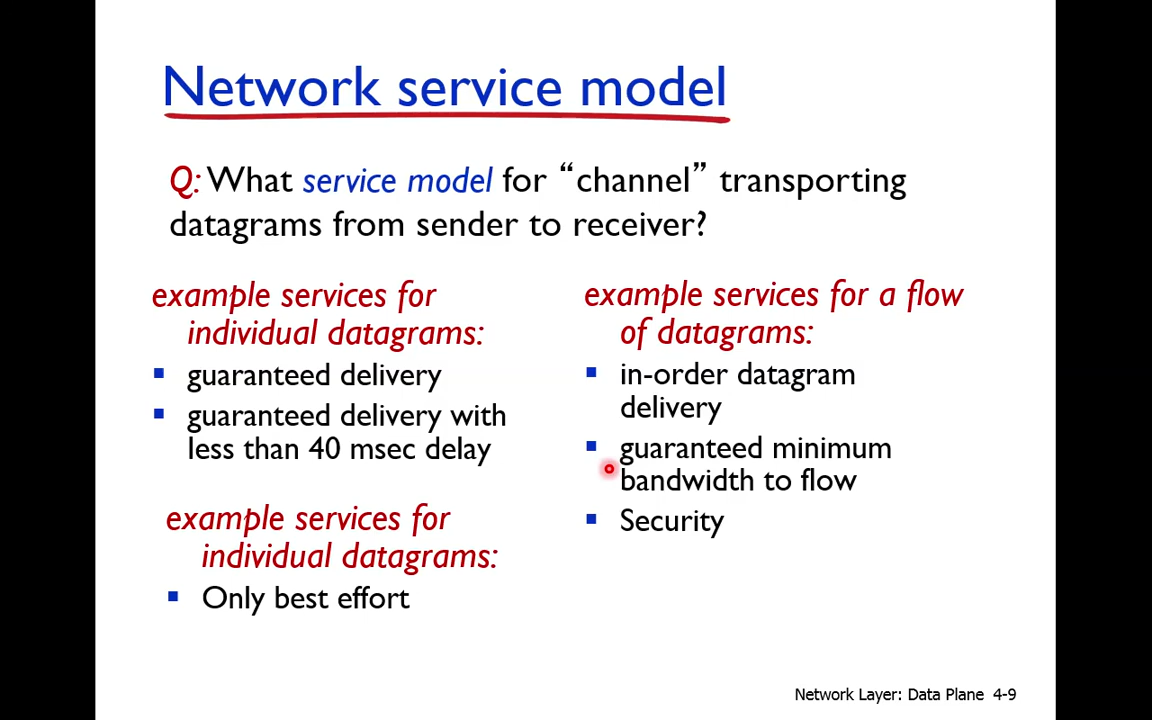 Network service model
Q: What service model for “channel” transporting
datagrams from sender to receiver?
example services for
individual datagrams:
▪ guaranteed delivery
▪ guaranteed delivery with
less than 40 msec delay
example services for
individual datagrams:
▪ Only best effort
example services for a flow
of datagrams:
▪ in-order datagram
delivery
▪ guaranteed minimum
bandwidth to flow
▪ Security
Network Layer: Data Plane 4-9